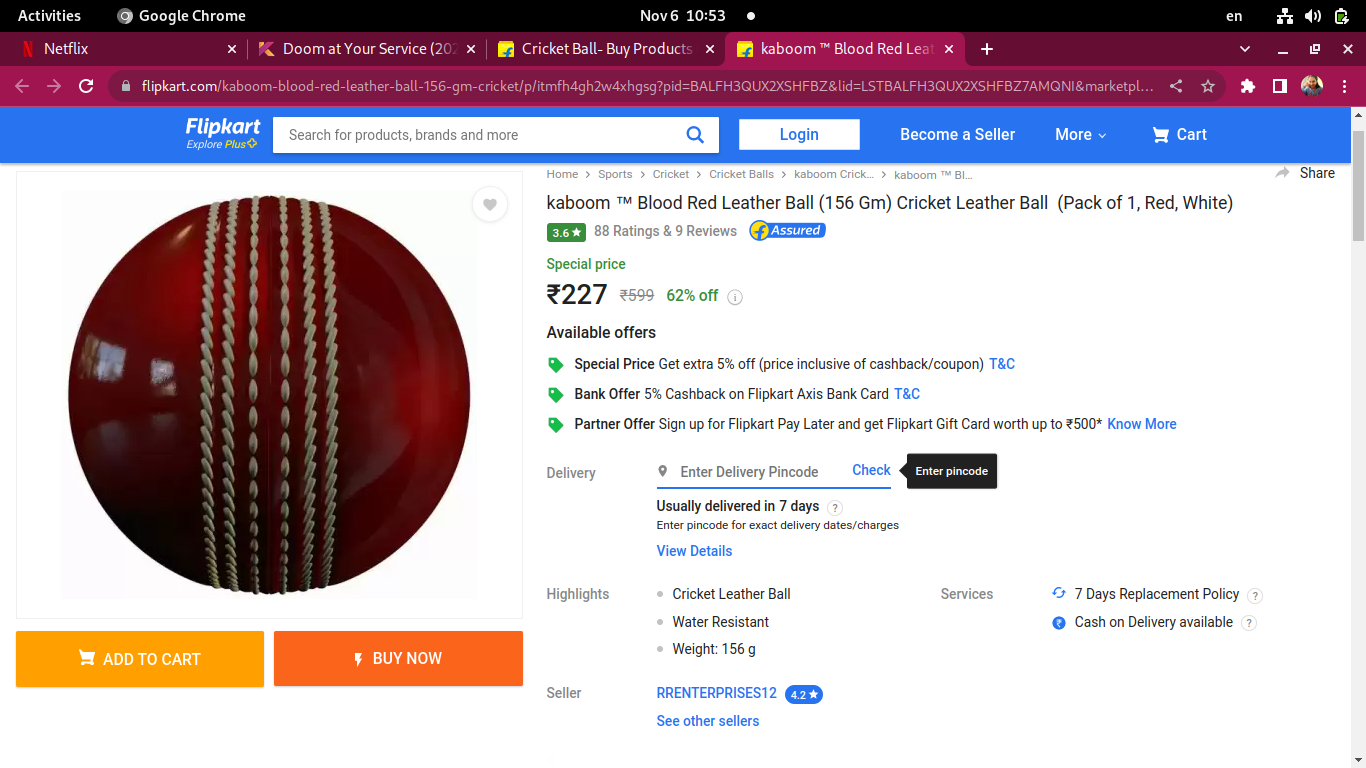 Activities Google Chrome Nov 6 10:53 en
Netflix Doom at Your Service (202 Cricket Ball- Buy Products kaboom ™ Blood Red Leat
flipkart.com/kaboom-blood-red-leather-ball-156-gm-cricket/p/itmfh4gh2w4xhgsg?pid=BALFH3QUX2XSHFBZ&lid=LSTBALFH3QUX2XSHFBZ7AMQNI&marketpl...
Flipkart Search for products, brands and more Login Become a Seller More Cart
Explore Plus
Home Sports Cricket Cricket Balls kaboom Crick... kaboom ™ Bl... Share
kaboom ™ Blood Red Leather Ball (156 Gm) Cricket Leather Ball (Pack of 1, Red, White)
3.6 ★ 88 Ratings & 9 Reviews f Assured
Special price
₹227 ₹599 62% off i
Available offers
Special Price Get extra 5% off (price inclusive of cashback/coupon) T&C
Bank Offer 5% Cashback on Flipkart Axis Bank Card T&C
Partner Offer Sign up for Flipkart Pay Later and get Flipkart Gift Card worth up to ₹500* Know More
Delivery Enter Delivery Pincode Check Enter pincode
Usually delivered in 7 days ?
Enter pincode for exact delivery dates/charges
View Details
Highlights Cricket Leather Ball Services 7 Days Replacement Policy ?
Water Resistant ₹ Cash on Delivery available ?
Weight: 156 g
ADD TO CART BUY NOW
Seller RRENTERPRISES12 4.2 ★
See other sellers